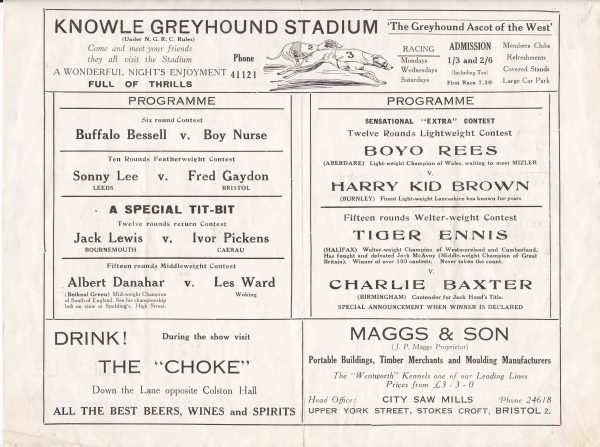 KNOWLE GREYHOUND STADIUM
(Under N. G. R. C. Rules)
Come and meet your friends
they all visit the Stadium
A WONDERFUL NIGHT'S ENJOYMENT
FULL OF THRILLS
Phone
41121
2
3
'The Greyhound Ascot of the West'
RACING
Mondays
Wednesdays
Saturdays
ADMISSION
1/3 and 2/6
(Including Tax)
First Race 7.30
Members Clubs
Refreshments
Covered Stands
Large Car Park
PROGRAMME
Six round Contest
Buffalo Bessell v. Boy Nurse
Ten Rounds Featherweight Contest
Sonny Lee v. Fred Gaydon
LEEDS BRISTOL
A SPECIAL TIT-BIT
Twelve rounds return Contest
Jack Lewis v. Ivor Pickens
BOURNEMOUTH CAERAU
Fifteen rounds Middleweight Contest
Albert Danahar v. Les Ward
(Bethnal Green) Mid-weight Champion
of South of England. See his championship
belt on view at Spalding's, High Street.
Woking
PROGRAMME
SENSATIONAL "EXTRA" CONTEST
Twelve Rounds Lightweight Contest
BOYO REES
(ABERDARE) Light-weight Champion of Wales, waiting to meet MIZLER
v.
HARRY KID BROWN
(BURNLEY) Finest Light-weight Lancashire has known for years
Fifteen rounds Welter-weight Contest
TIGER ENNIS
(HALIFAX) Welter-weight Champion of Westmoreland and Cumberland.
Has fought and defeated Jack McAvoy (Middle-weight Champion of Great
Britain). Winner of over 100 contests. Never takes the count.
v.
CHARLIE BAXTER
(BIRMINGHAM) Contender for Jack Hood's Title.
SPECIAL ANNOUNCEMENT WHEN WINNER IS DECLARED
DRINK! During the show visit
THE "CHOKE"
Down the Lane opposite Colston Hall
ALL THE BEST BEERS, WINES and SPIRITS
MAGGS & SON
(J. P. Maggs Proprietor)
Portable Buildings, Timber Merchants and Moulding Manufacturers
The "Wentworth" Kennels one of our Leading Lines
Prices from £3 - 3 - 0
Head Office: CITY SAW MILLS Phone 24618
UPPER YORK STREET, STOKES CROFT, BRISTOL 2.